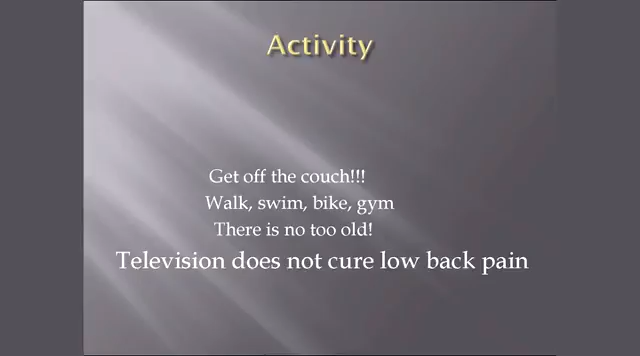 Activity
Get off the couch!!!
Walk, swim, bike, gym
There is no too old!
Television does not cure low back pain